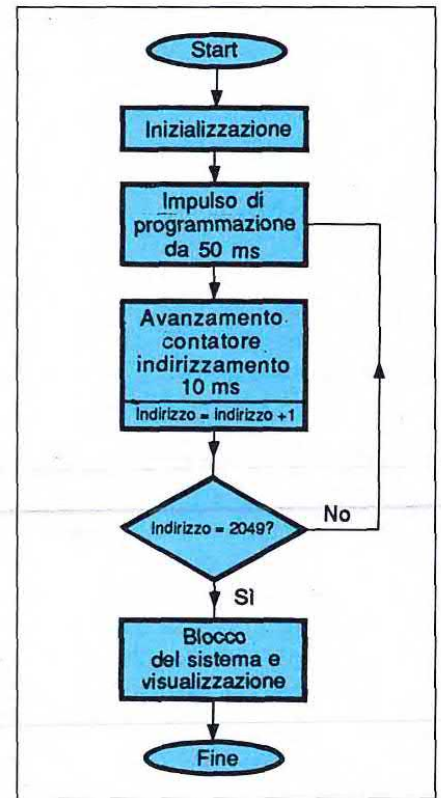 Start
Inizializzazione
Impulso di
programmazione
da 50 ms
Avanzamento
contatore
indirizzamento
10 ms
Indirizzo = indirizzo +1
Indirizzo = 2049?
No
Sì
Blocco
del sistema e
visualizzazione
Fine